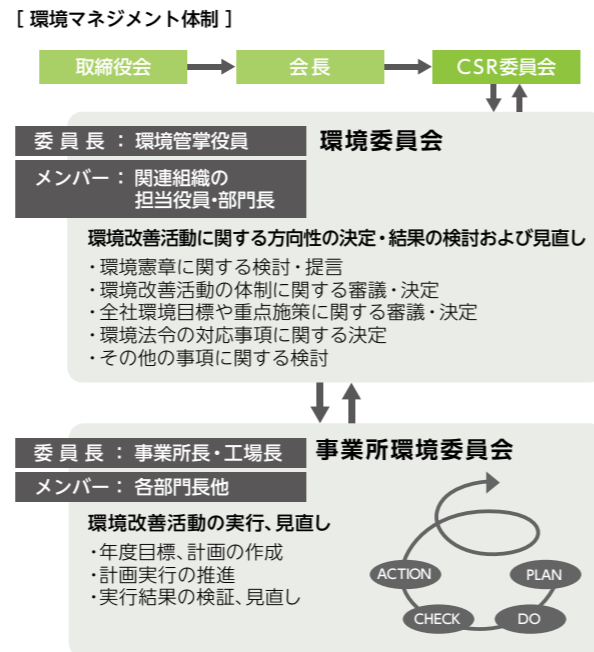 [ 環境マネジメント体制 ]
取締役会
会長
CSR委員会
委員長：環境管掌役員
環境委員会
メンバー：関連組織の
担当役員・部門長
環境改善活動に関する方向性の決定・結果の検討および見直し
・環境憲章に関する検討・提言
・環境改善活動の体制に関する審議・決定
・全社環境目標や重点施策に関する審議・決定
・環境法令の対応事項に関する決定
・その他の事項に関する検討
委員長：事業所長・工場長
事業所環境委員会
メンバー：各部門長他
環境改善活動の実行、見直し
・年度目標、計画の作成
・計画実行の推進
・実行結果の検証、見直し
ACTION
PLAN
CHECK
DO